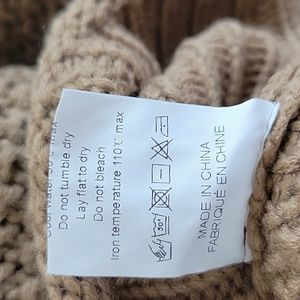 Do not tumble dry
Lay flat to dry
Do not bleach
Iron temperature 110°C max
30°
MADE IN CHINA
FABRIQUÉ EN CHINE